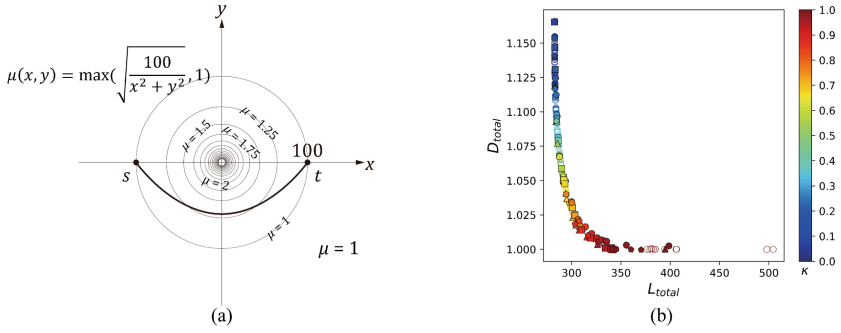 y
μ(x, y) = max(√(100/(x² + y²)), 1)
μ = 1.5
μ = 1.25
μ = 1.75
100
x
s
μ = 2
t
μ = 1
μ = 1
(a)
D_total
1.150
1.125
1.100
1.075
1.050
1.025
1.000
300 350 400 450 500
L_total
1.0
0.9
0.8
0.7
0.6
0.5
0.4
0.3
0.2
0.1
0.0
κ
(b)